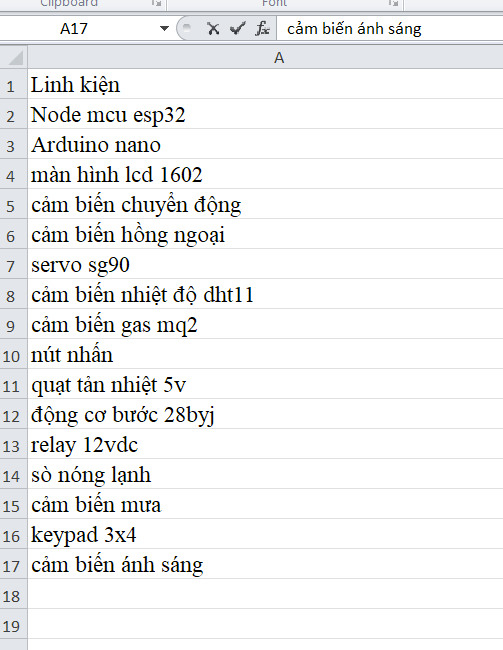 Clipboard
Font
A17
fx
cảm biến ánh sáng
A
1 Linh kiện
2 Node mcu esp32
3 Arduino nano
4 màn hình lcd 1602
5 cảm biến chuyển động
6 cảm biến hồng ngoại
7 servo sg90
8 cảm biến nhiệt độ dht11
9 cảm biến gas mq2
10 nút nhấn
11 quạt tản nhiệt 5v
12 động cơ bước 28byj
13 relay 12vdc
14 sò nóng lạnh
15 cảm biến mưa
16 keypad 3x4
17 cảm biến ánh sáng
18
19